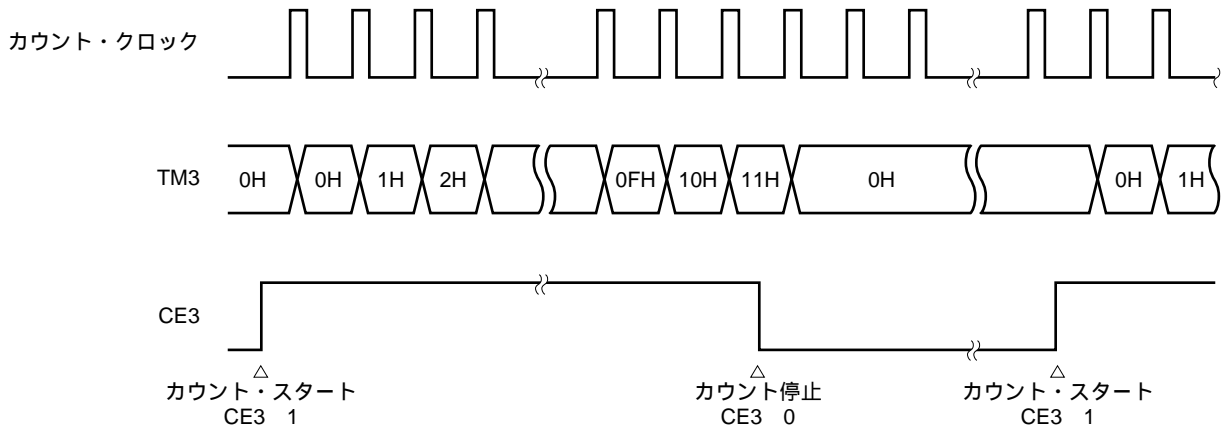 カウント・クロック
TM3 0H 0H 1H 2H 0FH 10H 11H 0H 0H 1H
CE3
カウント・スタート カウント停止 カウント・スタート
CE3 1 CE3 0 CE3 1